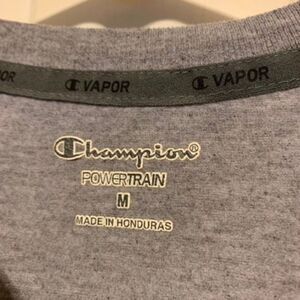 VAPOR
VAPOR
Champion®
POWERTRAIN
M
MADE IN HONDURAS